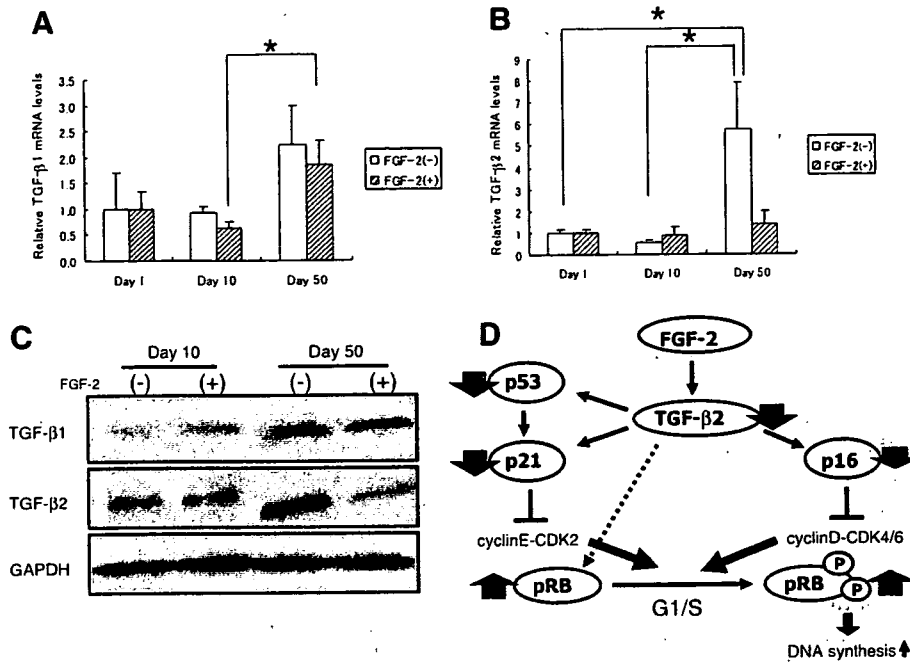 A
*
Relative TGF-β1 mRNA levels
3.5
3.0
2.5
2.0
1.5
1.0
0.5
0.0
Day 1
Day 10
Day 50
FGF-2(-)
FGF-2(+)
B
*
*
Relative TGF-β2 mRNA levels
9
8
7
6
5
4
3
2
1
0
Day 1
Day 10
Day 50
FGF-2(-)
FGF-2(+)
C
Day 10
Day 50
FGF-2 (-) (+) (-) (+)
TGF-β1
TGF-β2
GAPDH
D
FGF-2
p53
TGF-β2
p21
p16
cyclinE-CDK2
cyclinD-CDK4/6
pRB
G1/S
pRB
P
P
DNA synthesis